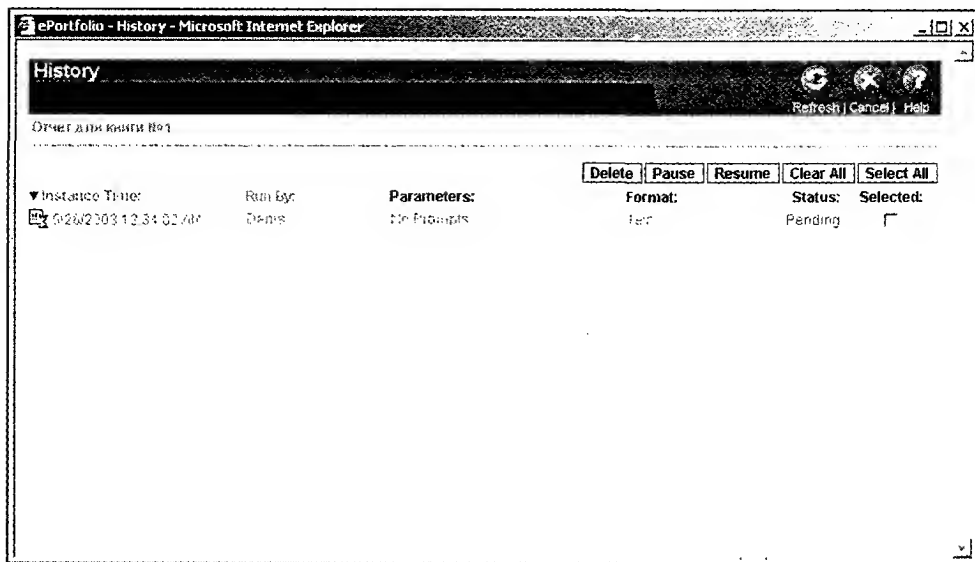 ePortfolio - History - Microsoft Internet Explorer
History
Refresh | Cancel | Help
Отчет для книги №1
Delete Pause Resume Clear All Select All
Instance Time: Run By: Parameters: Format: Status: Selected:
No Prompts Pending